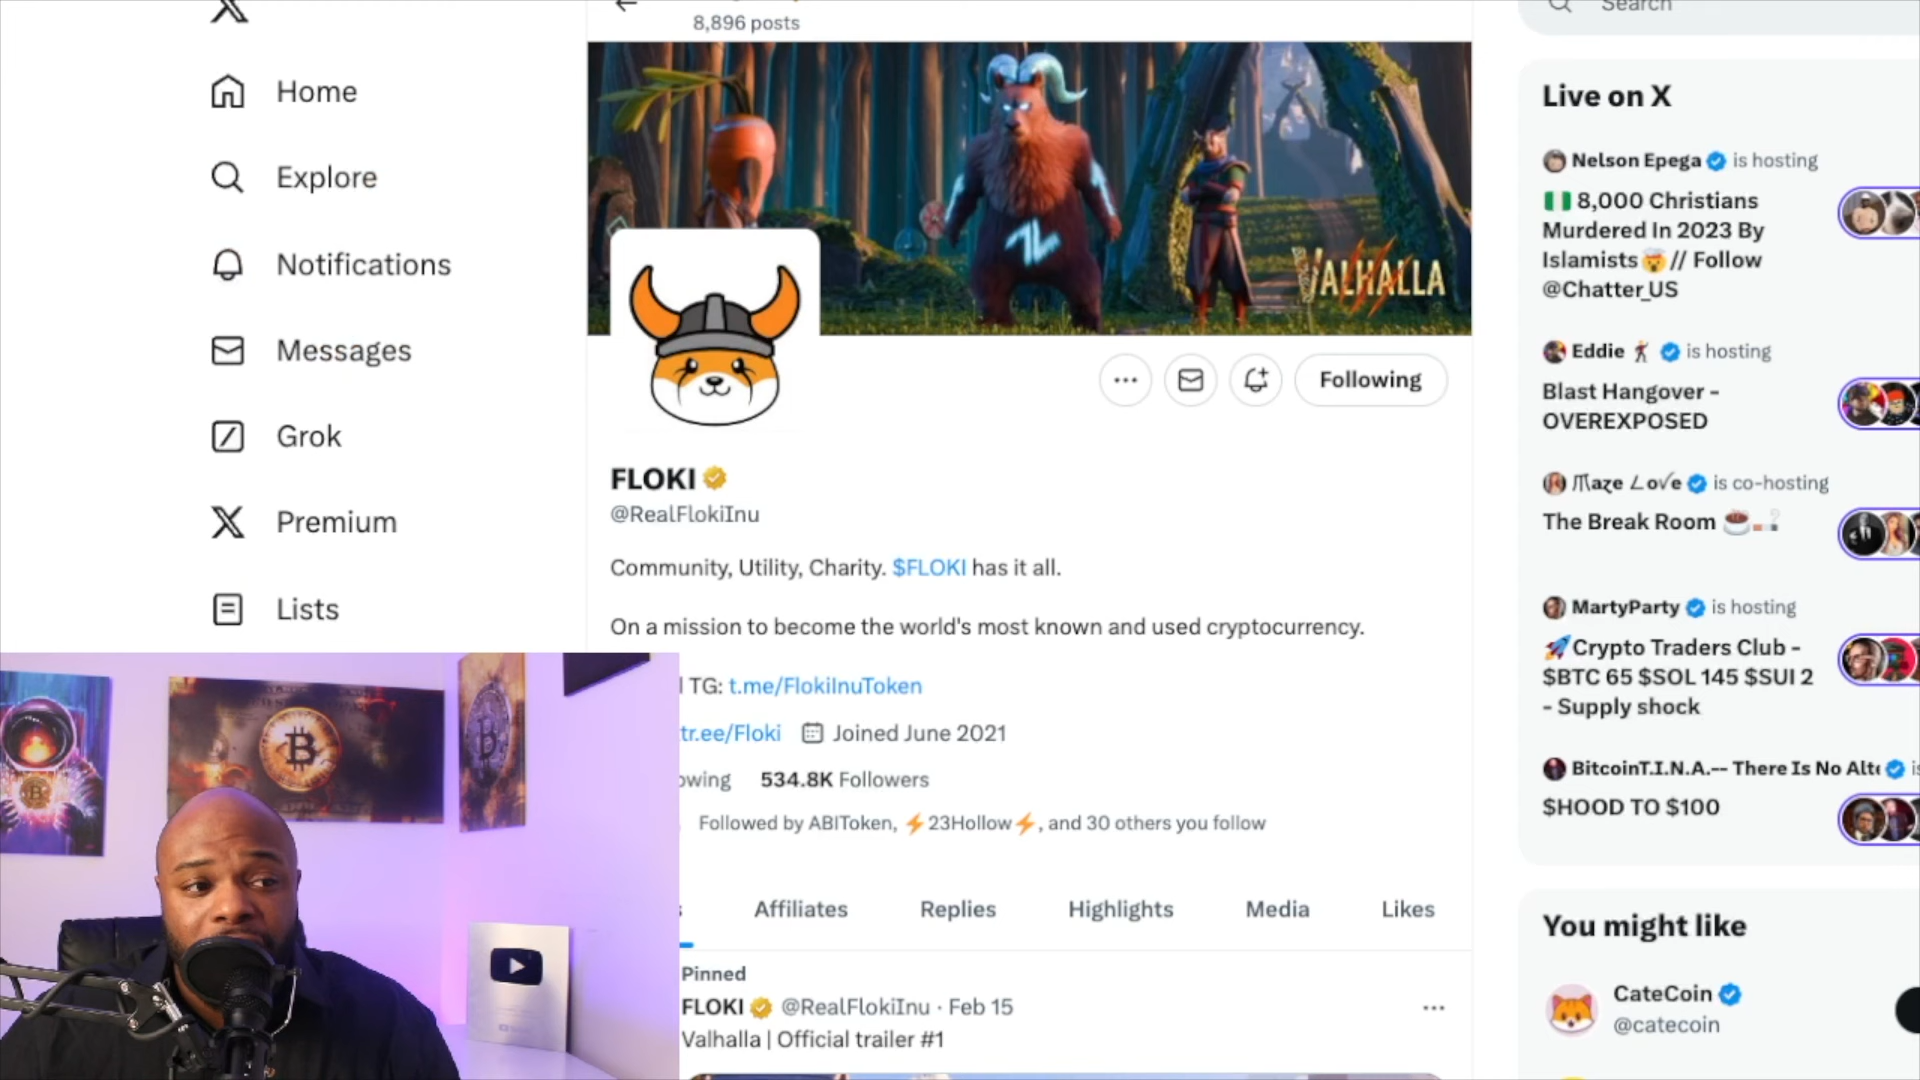 8,896 posts
Search
Home
Explore
Notifications
Messages
Grok
Premium
Lists
VALHALLA
Following
FLOKI
@RealFlokiInu
Community, Utility, Charity. $FLOKI has it all.
On a mission to become the world's most known and used cryptocurrency.
TG: t.me/FlokiInuToken
tr.ee/Floki Joined June 2021
534.8K Followers
Followed by ABIToken, ⚡23Hollow⚡, and 30 others you follow
Affiliates Replies Highlights Media Likes
Pinned
FLOKI @RealFlokiInu · Feb 15
Valhalla | Official trailer #1
Live on X
Nelson Epega is hosting
🇳🇬 8,000 Christians
Murdered In 2023 By
Islamists🤯// Follow
@Chatter_US
Eddie is hosting
Blast Hangover -
OVEREXPOSED
is co-hosting
The Break Room ☕🚬
MartyParty is hosting
🚀Crypto Traders Club -
$BTC 65 $SOL 145 $SUI 2
- Supply shock
BitcoinT.I.N.A.-- There Is No
$HOOD TO $100
You might like
CateCoin
@catecoin